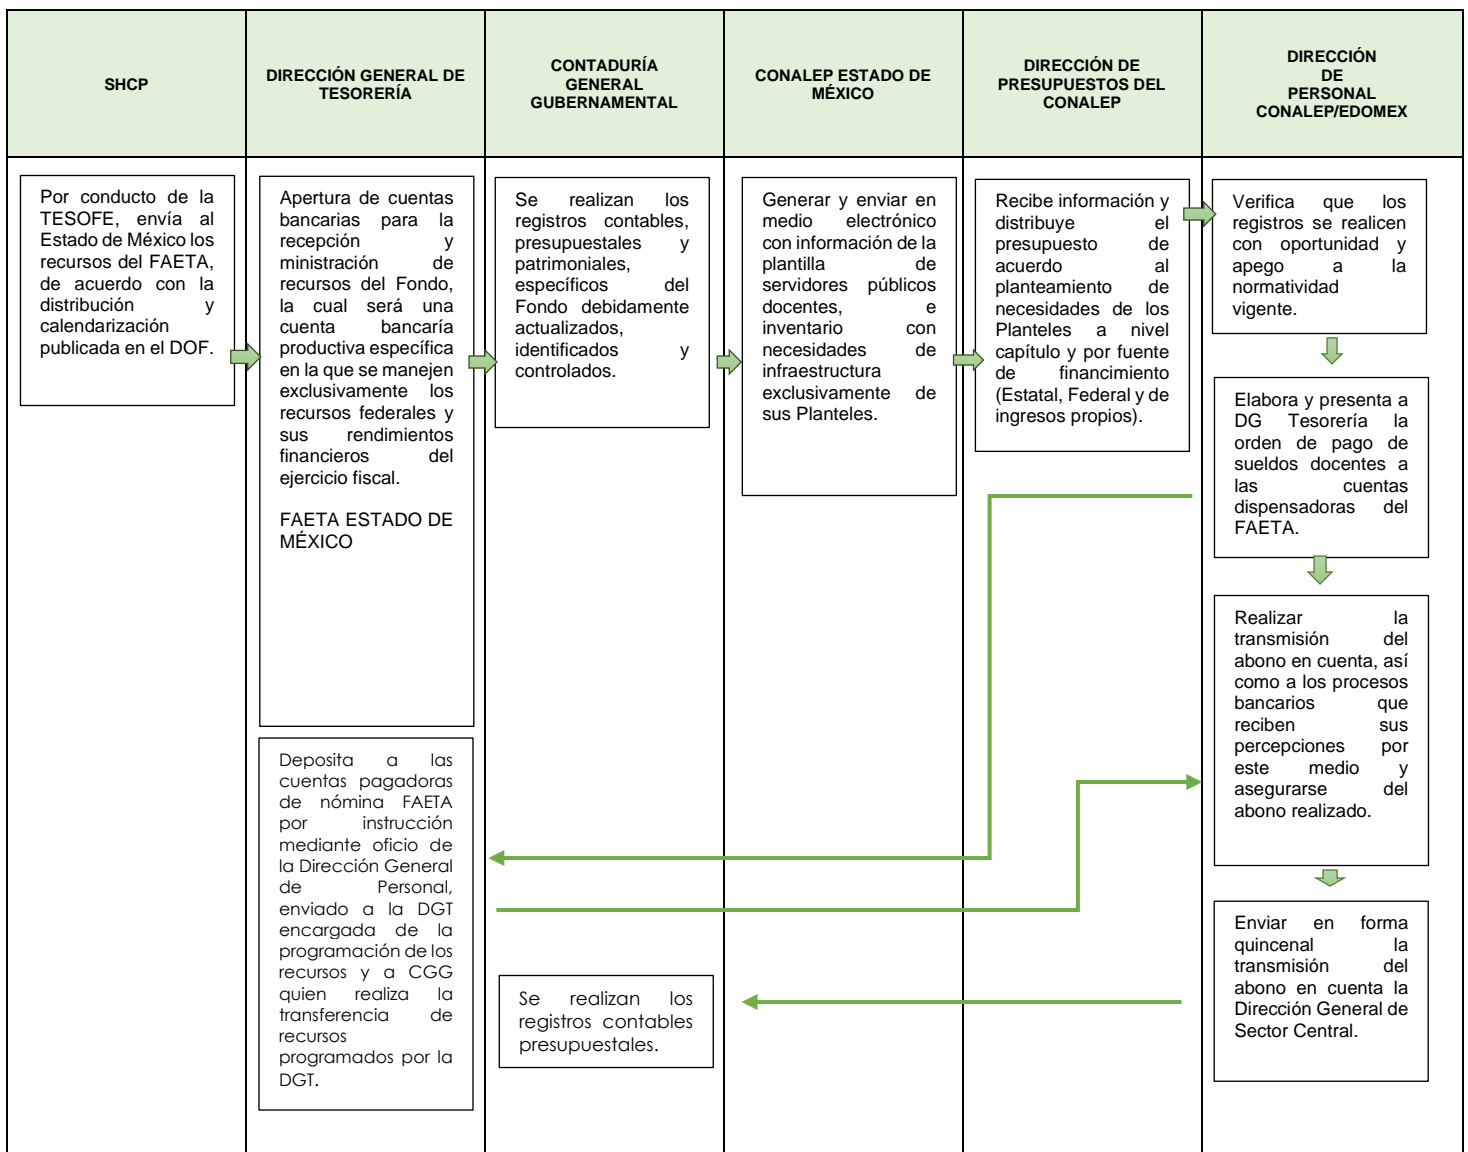 SHCP
DIRECCIÓN GENERAL DE
TESORERÍA
CONTADURÍA
GENERAL
GUBERNAMENTAL
CONALEP ESTADO DE
MÉXICO
DIRECCIÓN DE
PRESUPUESTOS DEL
CONALEP
DIRECCIÓN
DE
PERSONAL
CONALEP/EDOMEX
Por conducto de la
TESOFE, envía al
Estado de México los
recursos del FAETA,
de acuerdo con la
distribución y
calendarización
publicada en el DOF.
Apertura de cuentas
bancarias para la
recepción y
ministración de
recursos del Fondo,
la cual será una
cuenta bancaría
productiva específica
en la que se manejen
exclusivamente los
recursos federales y
sus rendimientos
financieros del
ejercicio fiscal.
FAETA ESTADO DE
MÉXICO
Se realizan los
registros contables,
presupuestales y
patrimoniales,
específicos del
Fondo debidamente
actualizados,
identificados y
controlados.
Generar y enviar en
medio electrónico
con información de la
plantilla de
servidores públicos
docentes, e
inventario con
necesidades de
infraestructura
exclusivamente de
sus Planteles.
Recibe información y
distribuye el
presupuesto de
acuerdo al
planteamiento de
necesidades de los
Planteles a nivel
capítulo y por fuente
de financimiento
(Estatal, Federal y de
ingresos propios).
Verifica que los
registros se realicen
con oportunidad y
apego a la
normatividad
vigente.
Elabora y presenta a
DG Tesorería la
orden de pago de
sueldos docentes a
las cuentas
dispensadoras del
FAETA.
Realizar la
transmisión del
abono en cuenta, así
como a los procesos
bancarios que
reciben sus
percepciones por
este medio y
asegurarse del
abono realizado.
Enviar en forma
quincenal la
transmisión del
abono en cuenta la
Dirección General de
Sector Central.
Deposita a las
cuentas pagadoras
de nómina FAETA
por instrucción
mediante oficio de
la Dirección General
de Personal,
enviado a la DGT
encargada de la
programación de los
recursos y a CGG
quien realiza la
transferencia de
recursos
programados por la
DGT.
Se realizan los
registros contables
presupuestales.